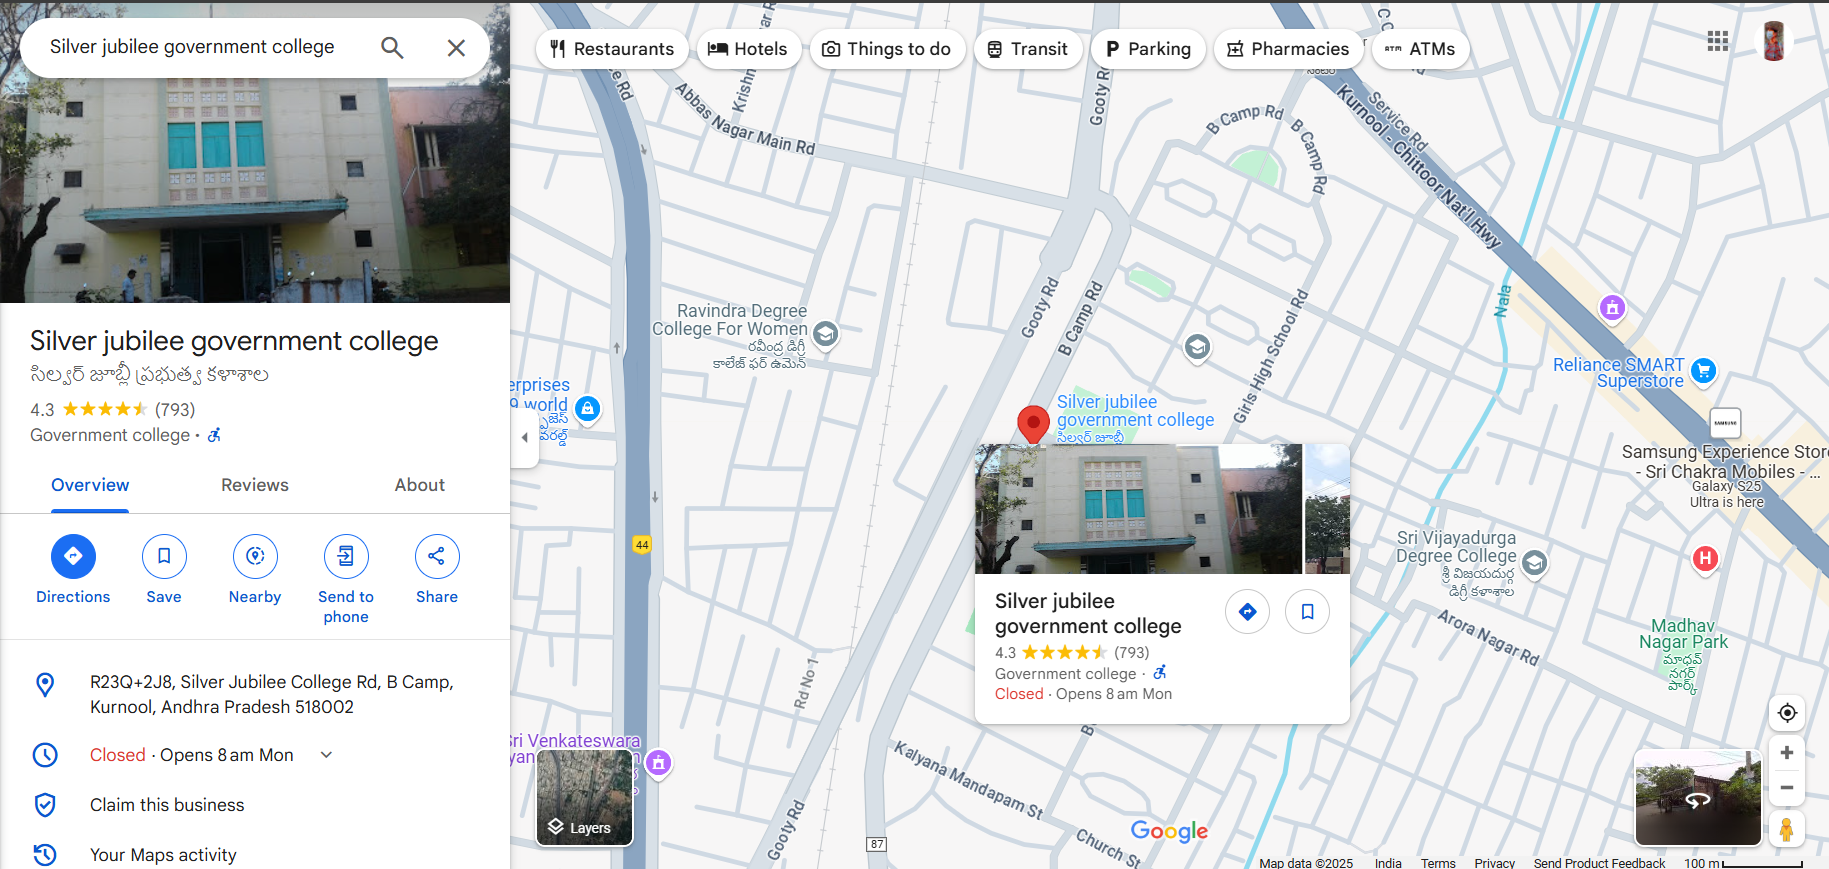 Silver jubilee government college
Restaurants
Hotels
Things to do
Transit
Parking
Pharmacies
ATMs
Silver jubilee government college
సిల్వర్ జూబ్లీ ప్రభుత్వ కళాశాల
4.3 (793)
Government college ·
Overview
Reviews
About
Directions
Save
Nearby
Send to
phone
Share
R23Q+2J8, Silver Jubilee College Rd, B Camp,
Kurnool, Andhra Pradesh 518002
Closed · Opens 8 am Mon
Claim this business
Your Maps activity
Abbas Nagar Main Rd
Gooty Rd
B Camp Rd
B Camp Rd
Service Rd
Kurnool - Chittoor Nat'l Hwy
Ravindra Degree
College For Women
రవీంద్ర డిగ్రీ
కాలేజ్ ఫర్ ఉమెన్
Gooty Rd
B Camp Rd
Girls High School Rd
Nala
Reliance SMART
Superstore
erprises
9 world
Silver jubilee
government college
సిల్వర్ జూబ్లీ
SAMSUNG
Samsung Experience Stor
- Sri Chakra Mobiles - ...
Galaxy S25
Ultra is here
44
Sri Vijayadurga
Degree College
శ్రీ విజయదుర్గ
డిగ్రీ కళాశాల
H
Silver jubilee
government college
4.3 (793)
Government college ·
Closed · Opens 8 am Mon
Arora Nagar Rd
Madhav
Nagar Park
మాధవ్
నగర్
పార్క్
Rd No 1
Sri Venkateswara
Layers
Kalyana Mandapam St
Gooty Rd
87
Church St
Google
Map data ©2025
India
Terms
Privacy
Send Product Feedback
100 m